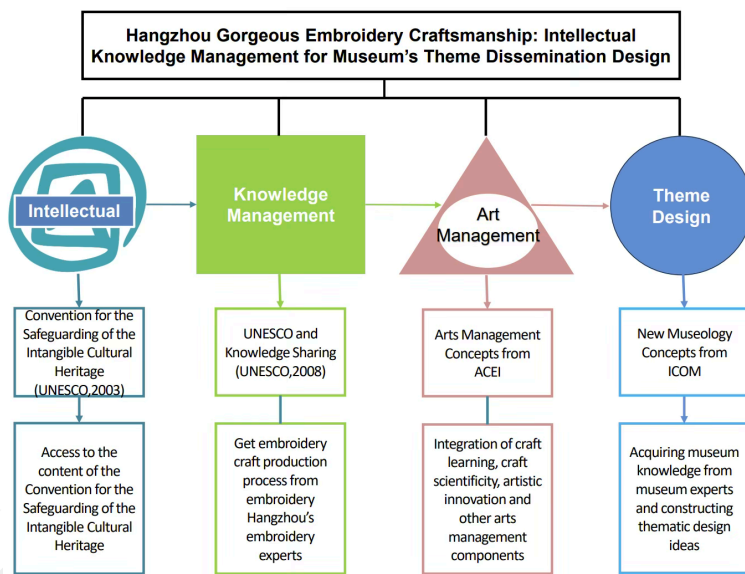 Hangzhou Gorgeous Embroidery Craftsmanship: Intellectual
Knowledge Management for Museum's Theme Dissemination Design
Intellectual
Knowledge
Management
Art
Management
Theme
Design
Convention for the
Safeguarding of the
Intangible Cultural
Heritage
(UNESCO,2003)
UNESCO and
Knowledge Sharing
(UNESCO,2008)
Arts Management
Concepts from
ACEI
New Museology
Concepts from
ICOM
Access to the
content of the
Convention for the
Safeguarding of the
Intangible Cultural
Heritage
Get embroidery
craft production
process from
embroidery
Hangzhou's
embroidery
experts
Integration of craft
learning, craft
scientificity, artistic
innovation and
other arts
management
components
Acquiring museum
knowledge from
museum experts
and constructing
thematic design
ideas